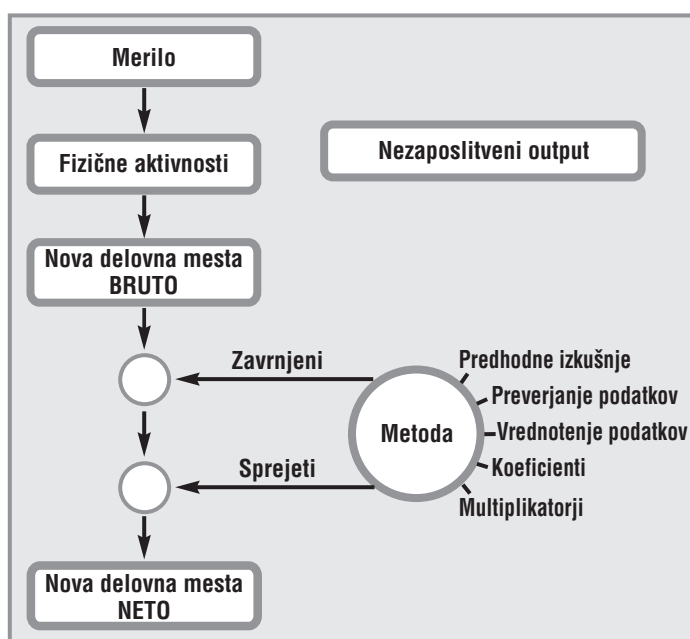 Merilo
Fizične aktivnosti
Nezaposlitveni output
Nova delovna mesta
BRUTO
Zavrnjeni
Sprejeti
Metoda
Predhodne izkušnje
Preverjanje podatkov
Vrednotenje podatkov
Koeficienti
Multiplikatorji
Nova delovna mesta
NETO